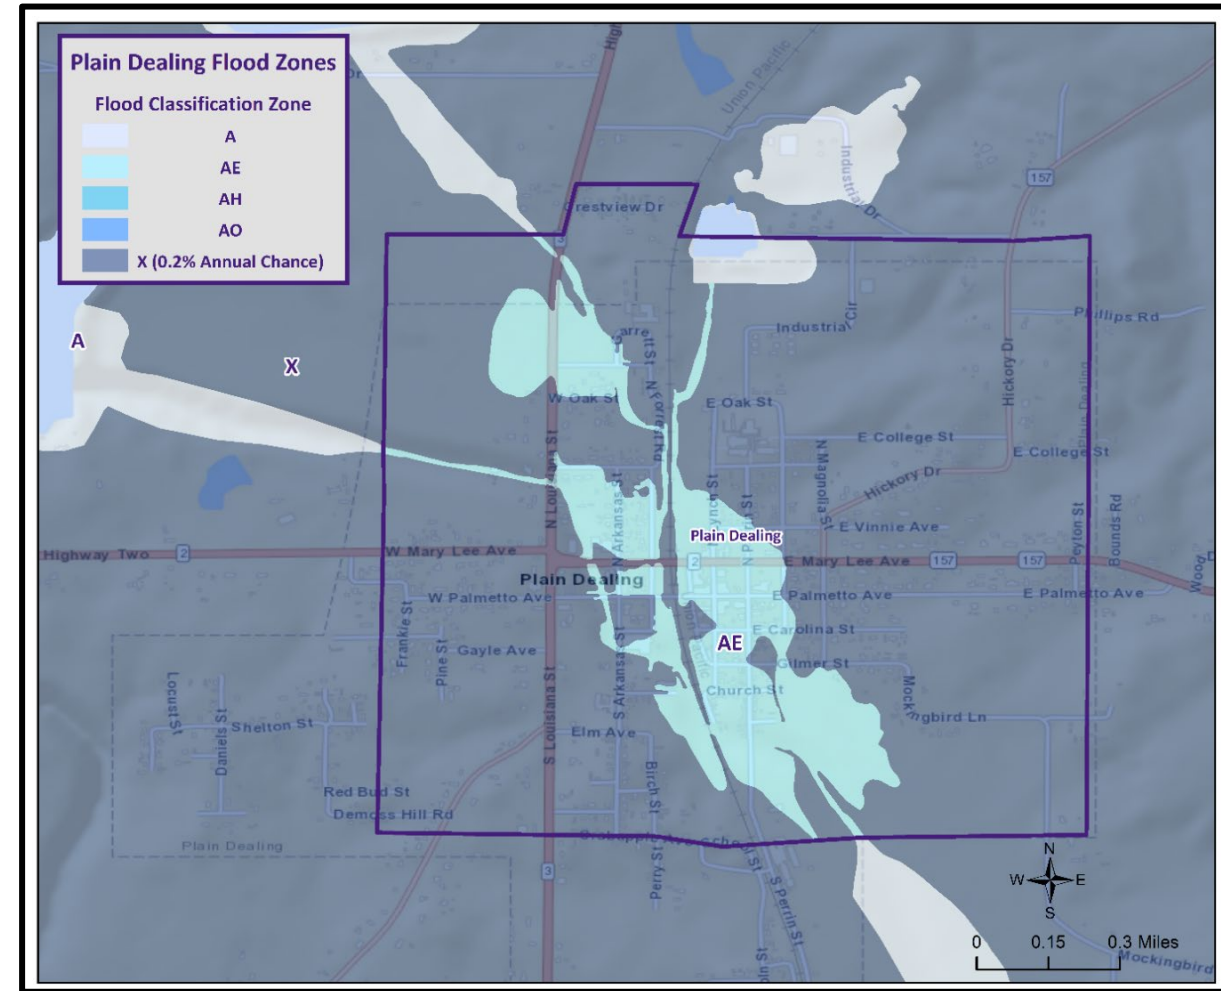 Plain Dealing Flood Zones
Flood Classification Zone
A
AE
AH
AO
X (0.2% Annual Chance)
Union Pacific
Crestview Dr
Industrial Dr
157
A
X
Industrial Cir
Phillips Rd
Hickory Dr
Plain Dealing
W Oak St
E Oak St
E College St
E College St
Hickory Dr
N Magnolia St
N Louisiana St
N Arkansas St
N Perrin St
E Vinnie Ave
Peyton St
Bounds Rd
Plain Dealing
Highway Two
2
W Mary Lee Ave
2
E Mary Lee Ave
157
157
Plain Dealing
W Palmetto Ave
E Palmetto Ave
E Palmetto Ave
Frankie St
Pine St
Gayle Ave
AE
E Carolina St
Gilmer St
Church St
S Arkansas St
S Louisiana St
Mockingbird Ln
Locust St
Daniels St
Shelton St
Elm Ave
Birch St
Red Bud St
Demoss Hill Rd
Plain Dealing
Perry St
School St
S Perrin St
3
N
W
E
S
0
0.15
0.3 Miles
Mockingbird